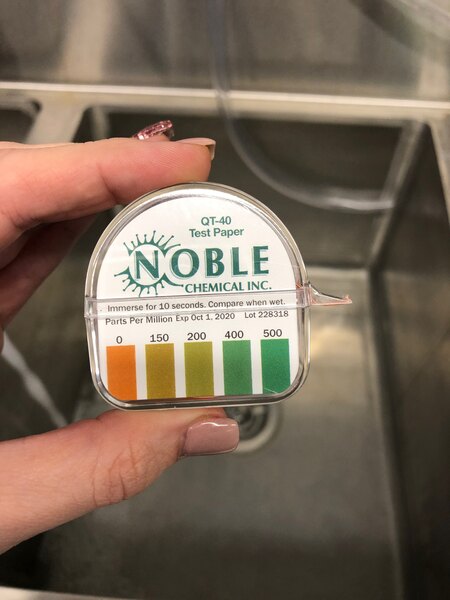 QT-40
Test Paper
NOBLE
CHEMICAL INC.
Immerse for 10 seconds. Compare when wet.
Parts Per Million Exp Oct 1, 2020 Lot 228318
0 150 200 400 500